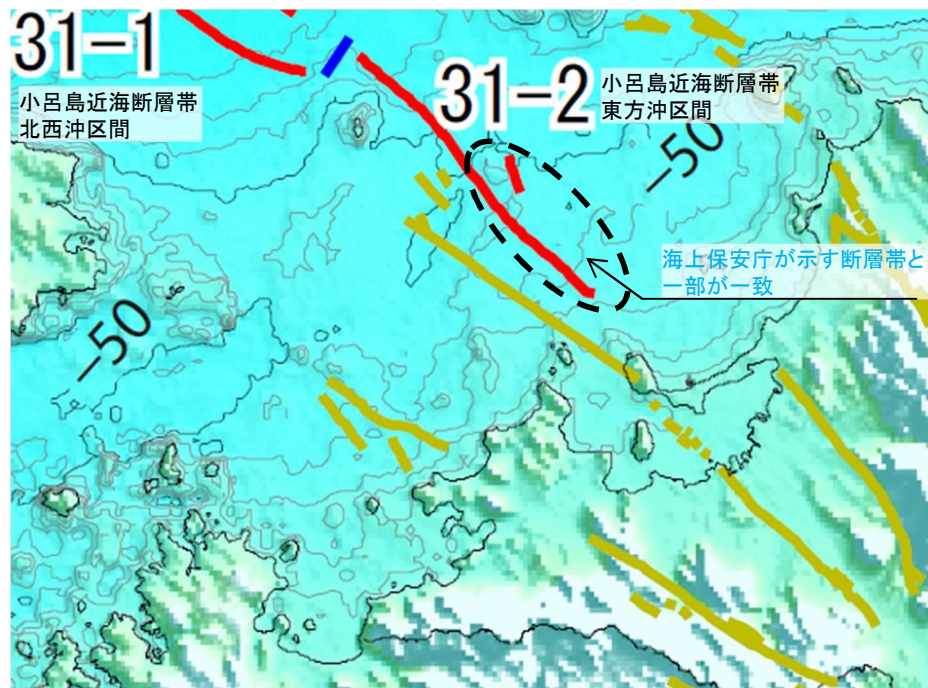 31-1
小呂島近海断層帯
北西沖区間
31-2
小呂島近海断層帯
東方沖区間
-50
海上保安庁が示す断層帯と
一部が一致
-50